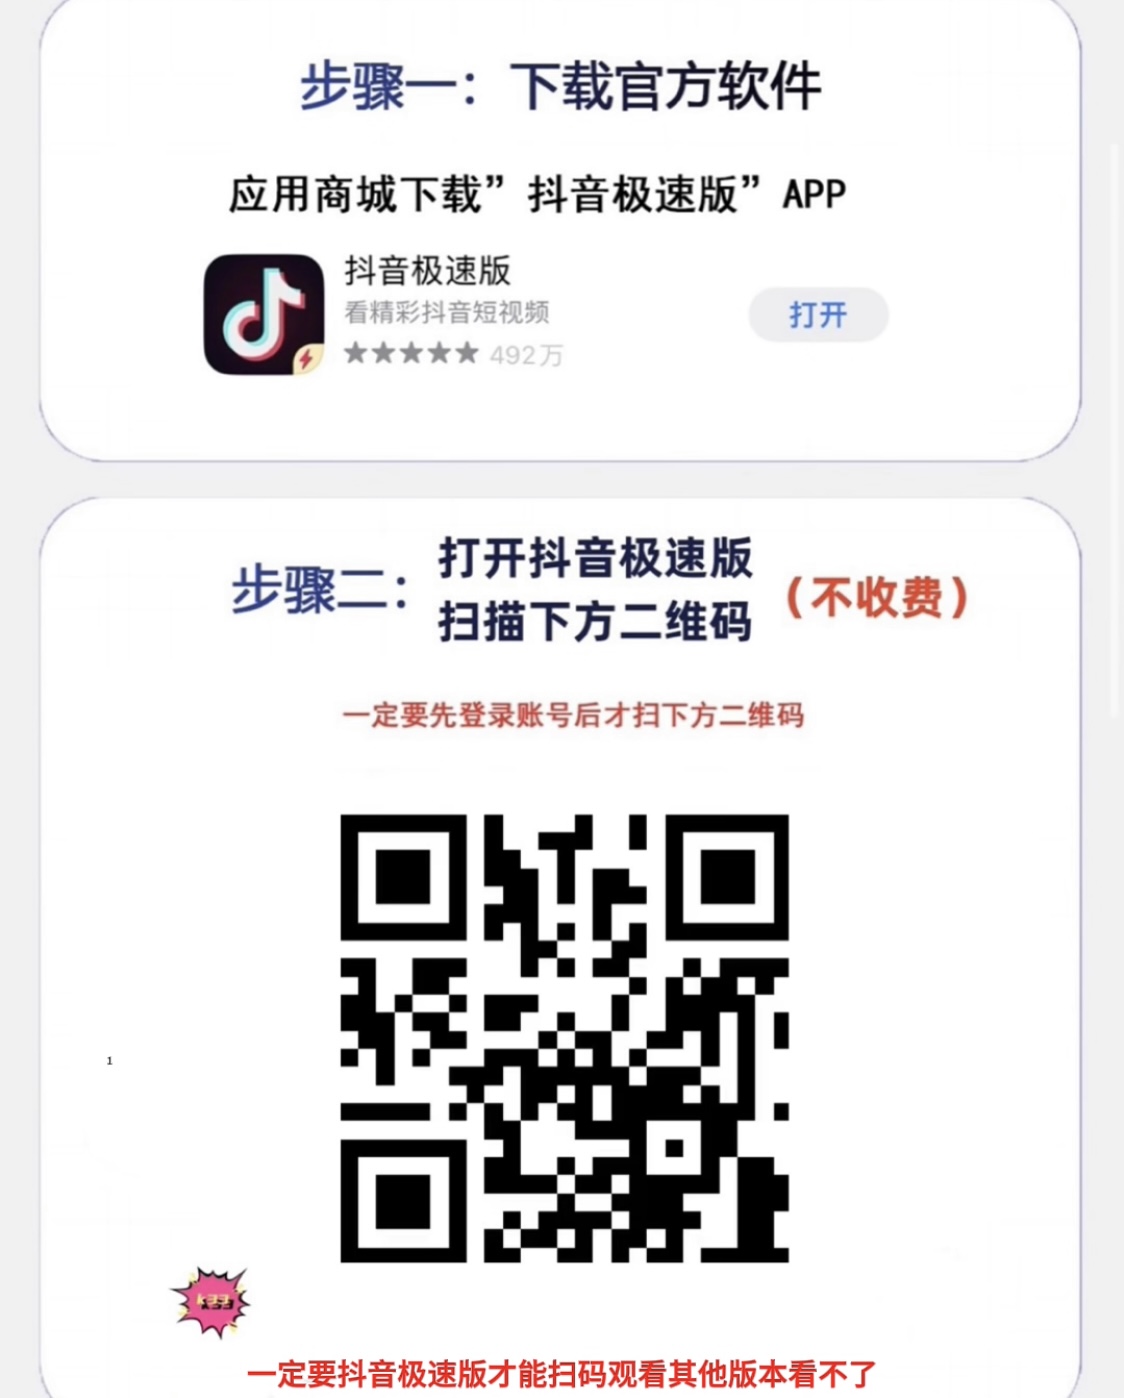 步骤一：下载官方软件
应用商城下载”抖音极速版”APP
抖音极速版
看精彩抖音短视频
★★★★★ 492万
打开
步骤二：
打开抖音极速版
扫描下方二维码
（不收费）
一定要先登录账号后才扫下方二维码
1
k33
一定要抖音极速版才能扫码观看其他版本看不了